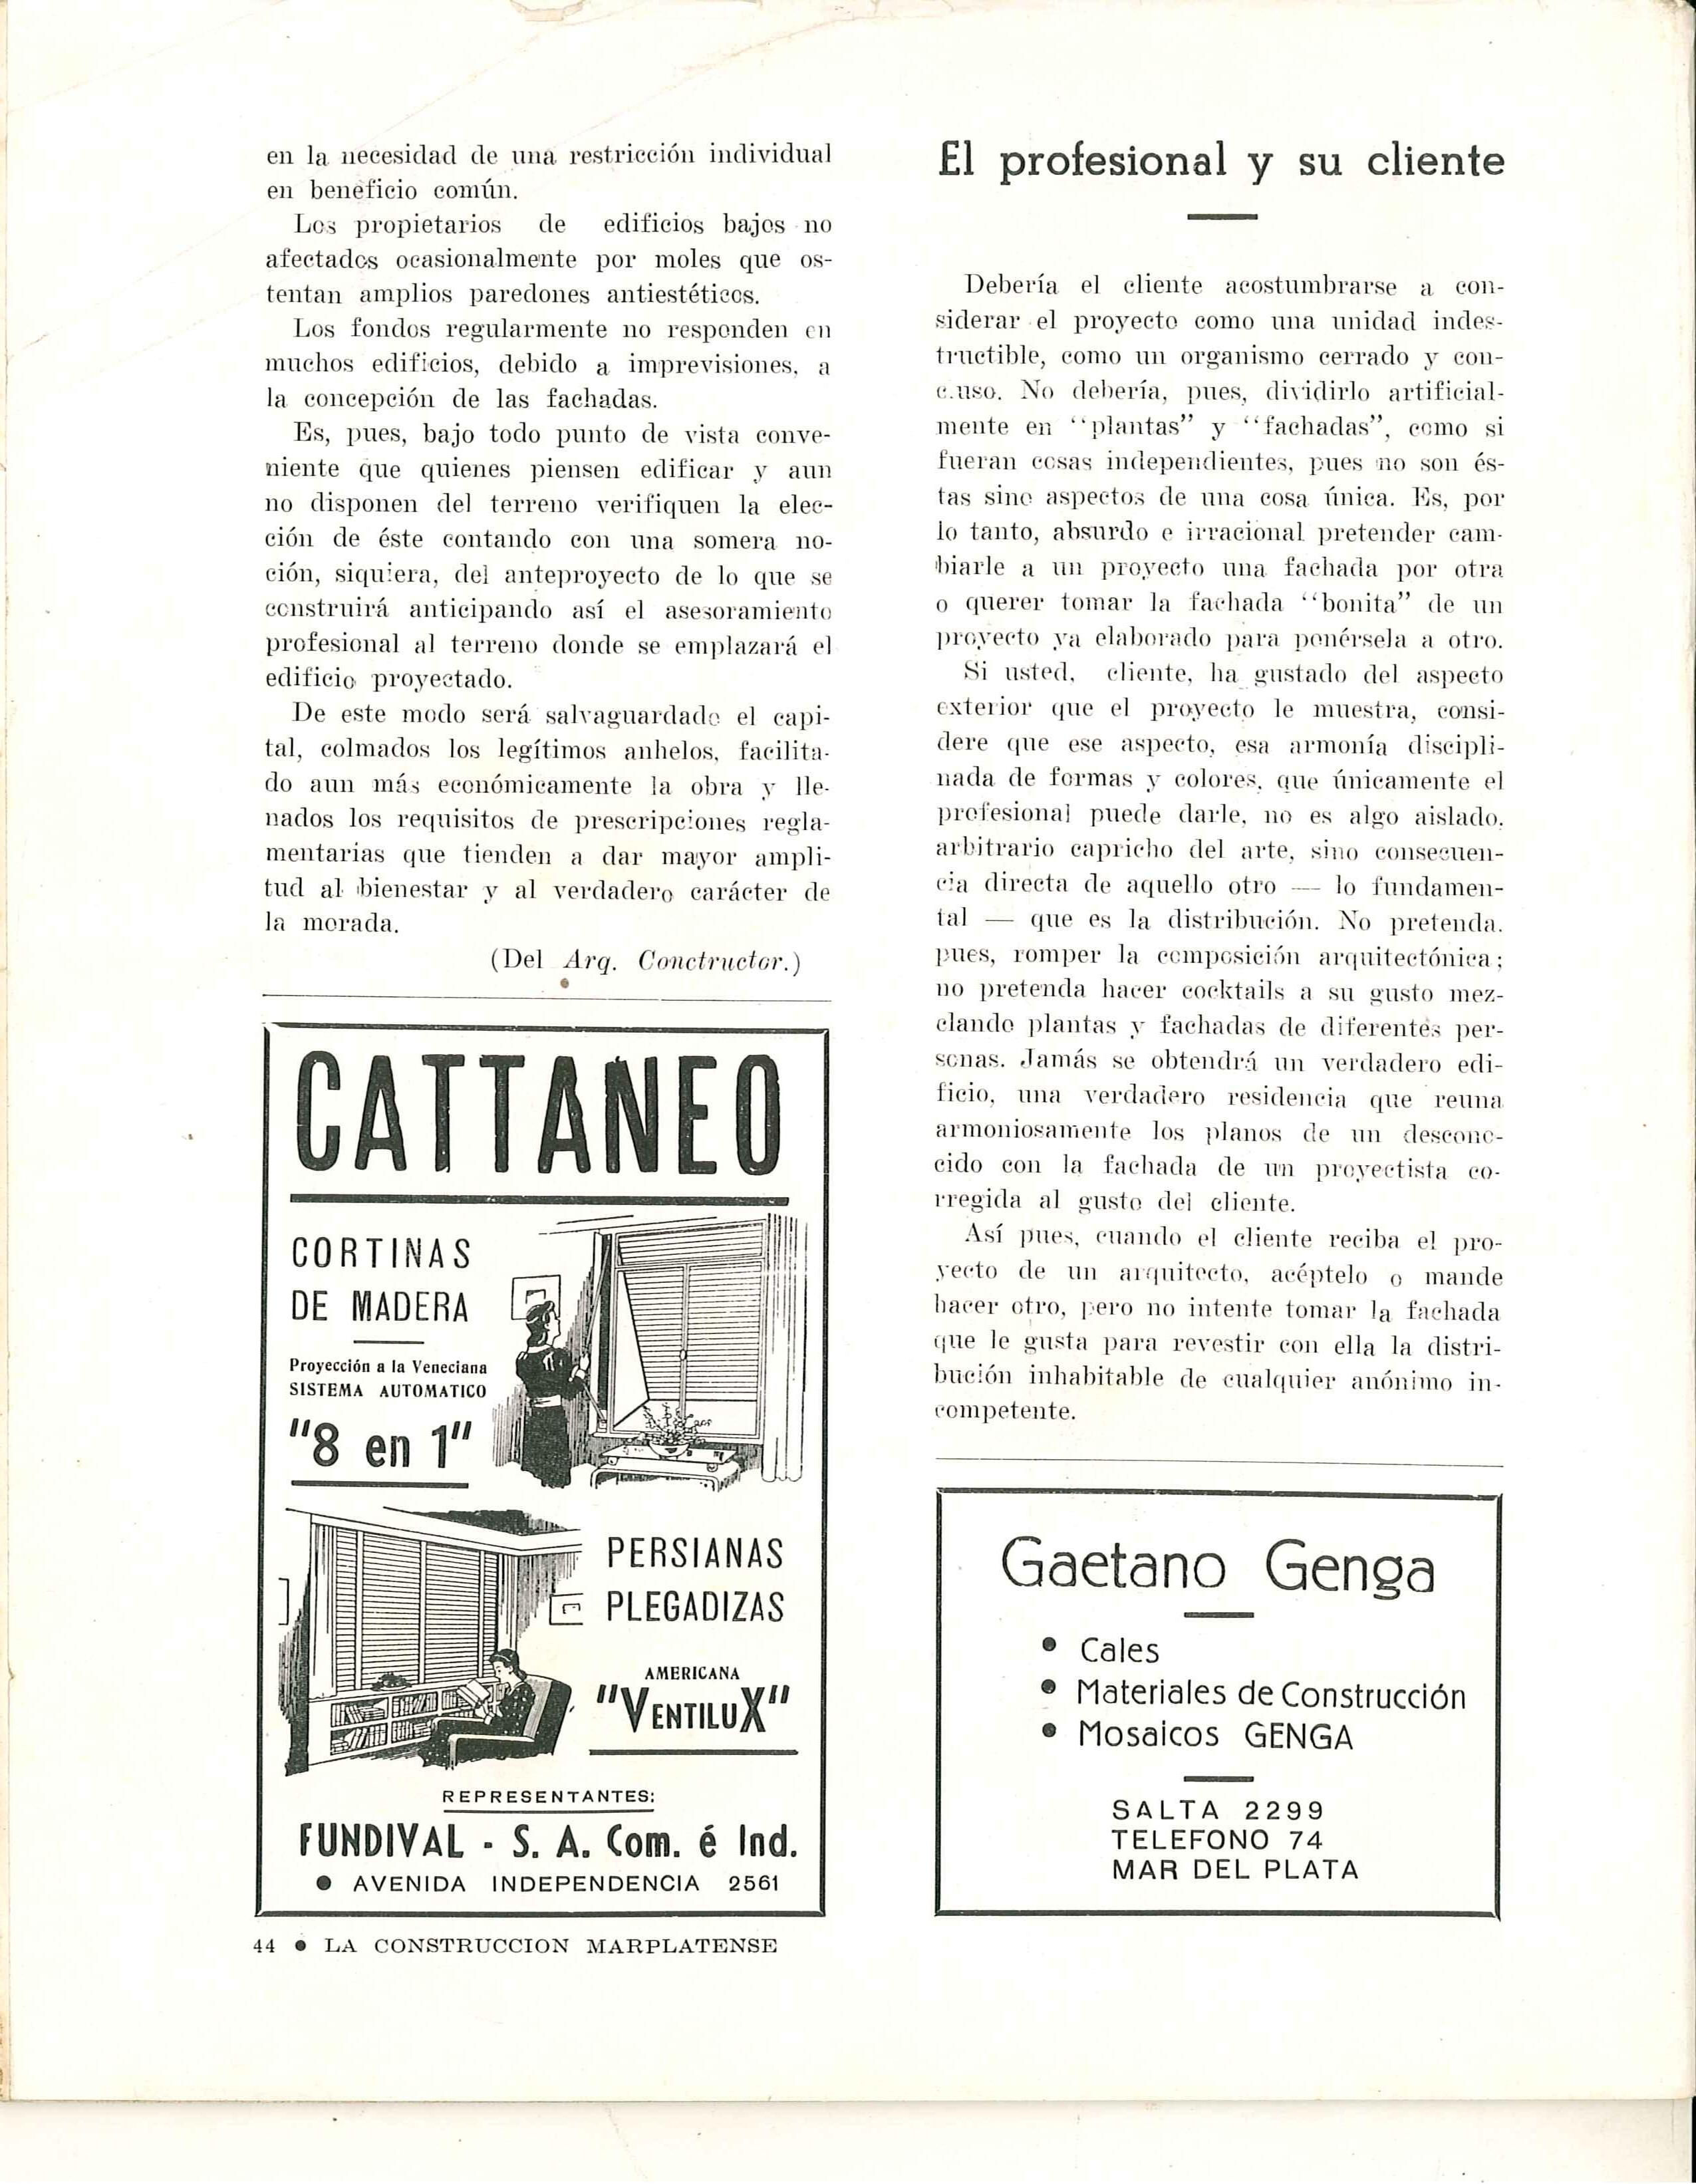 en la necesidad de una restricción individual
en beneficio común.
Los propietarios de edificios bajos no
afectados ocasionalmente por moles que os-
tentan amplios paredones antiestéticos.
Los fondos regularmente no responden en
muchos edificios, debido a imprevisiones, a
la concepción de las fachadas.
Es, pues, bajo todo punto de vista conve-
niente que quienes piensen edificar y aun
no disponen del terreno verifiquen la elec-
ción de éste contando con una somera no-
ción, siquiera, del anteproyecto de lo que se
construirá anticipando así el asesoramiento
profesional al terreno donde se emplazará el
edificio proyectado.
De este modo será salvaguardado el capi-
tal, colmados los legítimos anhelos, facilita-
do aun más económicamente la obra y lle-
nados los requisitos de prescripciones regla-
mentarias que tienden a dar mayor ampli-
tud al bienestar y al verdadero carácter de
la morada.
(Del Arq. Conctructor.)
CATTANEO
CORTINAS
DE MADERA
Proyección a la Veneciana
SISTEMA AUTOMATICO
"8 en 1"
PERSIANAS
PLEGADIZAS
AMERICANA
"VENTILUX"
REPRESENTANTES:
FUNDIVAL - S. A. Com. é Ind.
● AVENIDA INDEPENDENCIA 2561
44 ● LA CONSTRUCCION MARPLATENSE
El profesional y su cliente
Debería el cliente acostumbrarse a con-
siderar el proyecto como una unidad indes-
tructible, como un organismo cerrado y con-
c.uso. No debería, pues, dividirlo artificial-
mente en "plantas" y "fachadas", como si
fueran cosas independientes, pues no son és-
tas sino aspectos de una cosa única. Es, por
lo tanto, absurdo e irracional pretender cam-
biarle a un proyecto una fachada por otra
o querer tomar la fachada "bonita" de un
proyecto ya elaborado para ponérsela a otro.
Si usted, cliente, ha gustado del aspecto
exterior que el proyecto le muestra, consi-
dere que ese aspecto, esa armonía discipli-
nada de formas y colores, que únicamente el
profesional puede darle, no es algo aislado,
arbitrario capricho del arte, sino consecuen-
cia directa de aquello otro — lo fundamen-
tal — que es la distribución. No pretenda,
pues, romper la composición arquitectónica;
no pretenda hacer cocktails a su gusto mez-
clando plantas y fachadas de diferentes per-
sonas. Jamás se obtendrá un verdadero edi-
ficio, una verdadero residencia que reuna
armoniosamente los planos de un descono-
cido con la fachada de un proyectista co-
rregida al gusto del cliente.
Así pues, cuando el cliente reciba el pro-
yecto de un arquitecto, acéptelo o mande
hacer otro, pero no intente tomar la fachada
que le gusta para revestir con ella la distri-
bución inhabitable de cualquier anónimo in-
competente.
Gaetano Genga
● Cales
● Materiales de Construcción
● Mosaicos GENGA
SALTA 2299
TELEFONO 74
MAR DEL PLATA